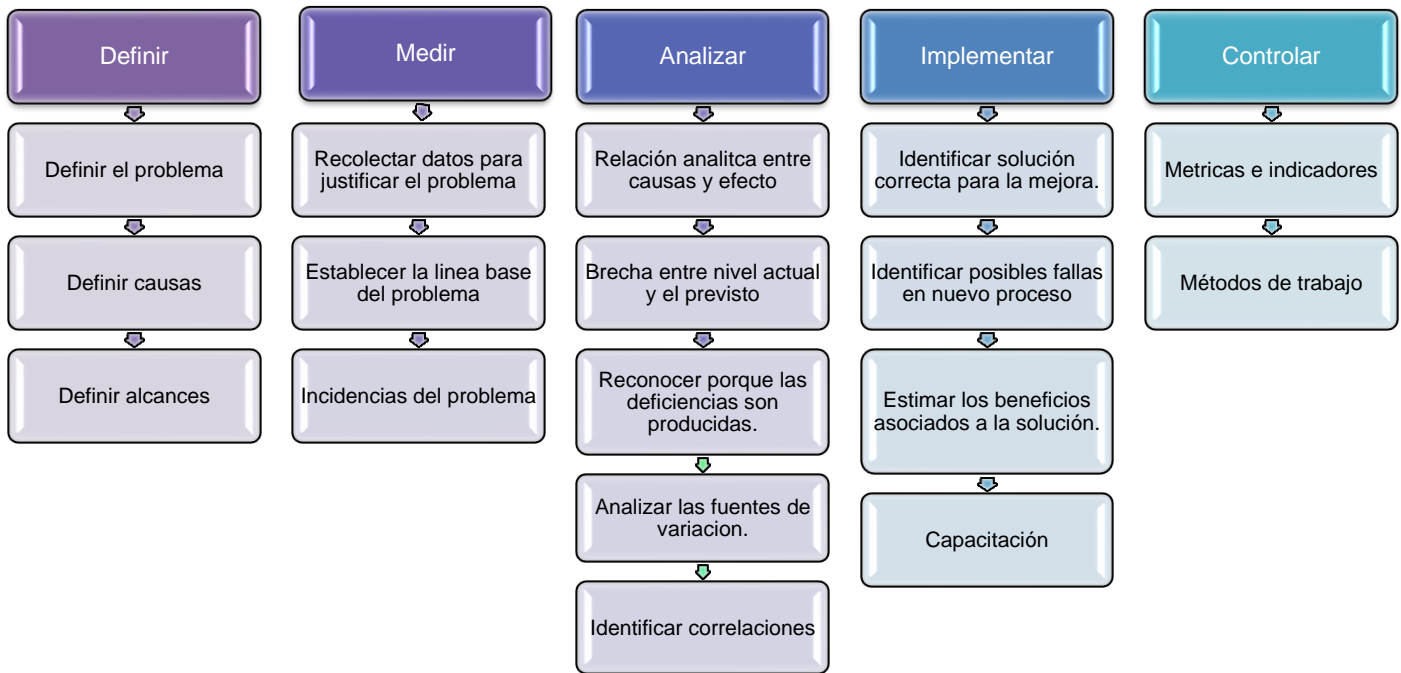 Definir
Definir el problema
Definir causas
Definir alcances
Medir
Recolectar datos para
justificar el problema
Establecer la linea base
del problema
Incidencias del problema
Analizar
Relación analitca entre
causas y efecto
Brecha entre nivel actual
y el previsto
Reconocer porque las
deficiencias son
producidas.
Analizar las fuentes de
variacion.
Identificar correlaciones
Implementar
Identificar solución
correcta para la mejora.
Identificar posibles fallas
en nuevo proceso
Estimar los beneficios
asociados a la solución.
Capacitación
Controlar
Metricas e indicadores
Métodos de trabajo